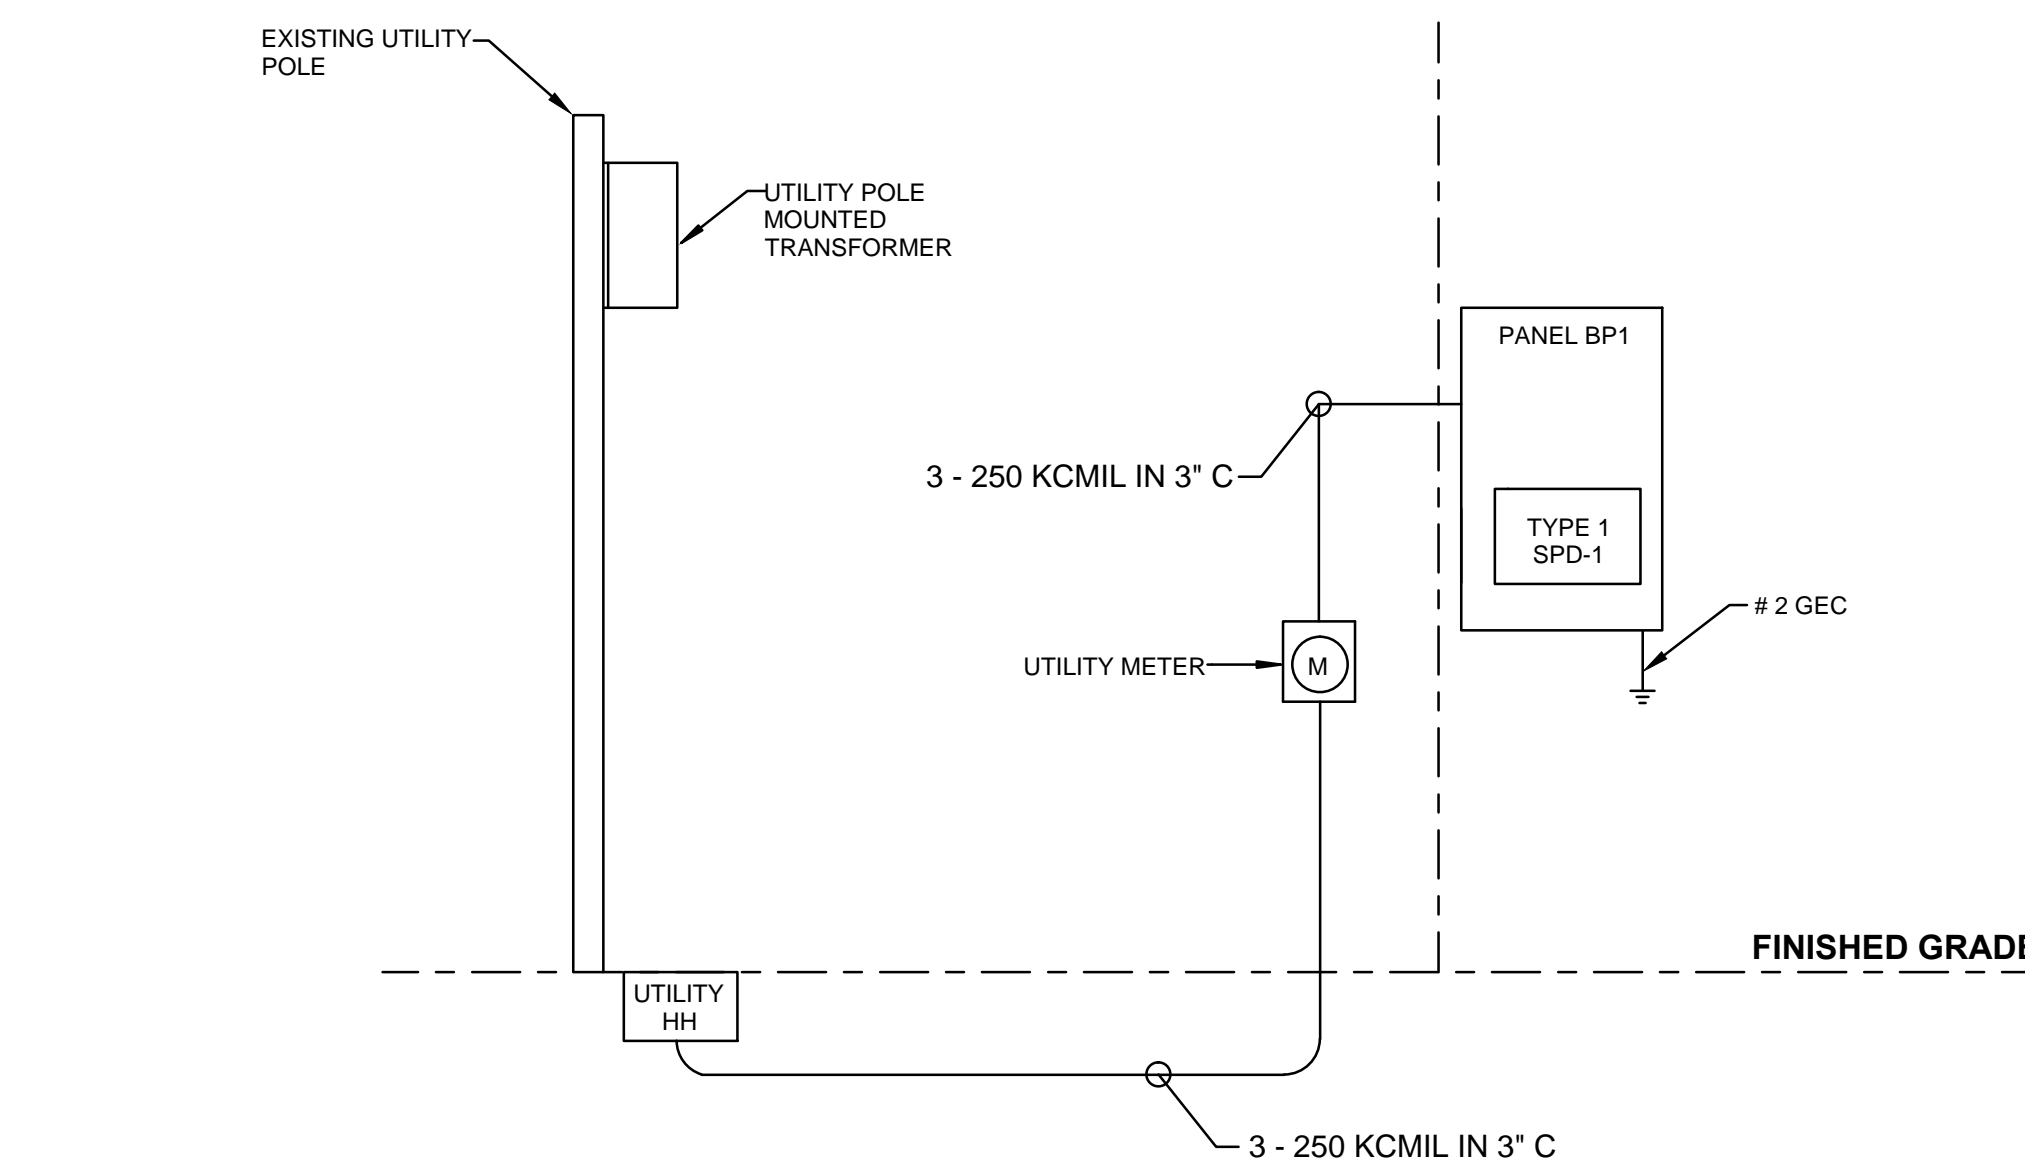 EXISTING UTILITY
POLE
UTILITY POLE
MOUNTED
TRANSFORMER
PANEL BP1
3 - 250 KCMIL IN 3" C
TYPE 1
SPD-1
# 2 GEC
UTILITY METER
M
FINISHED GRADE
UTILITY
HH
3 - 250 KCMIL IN 3" C